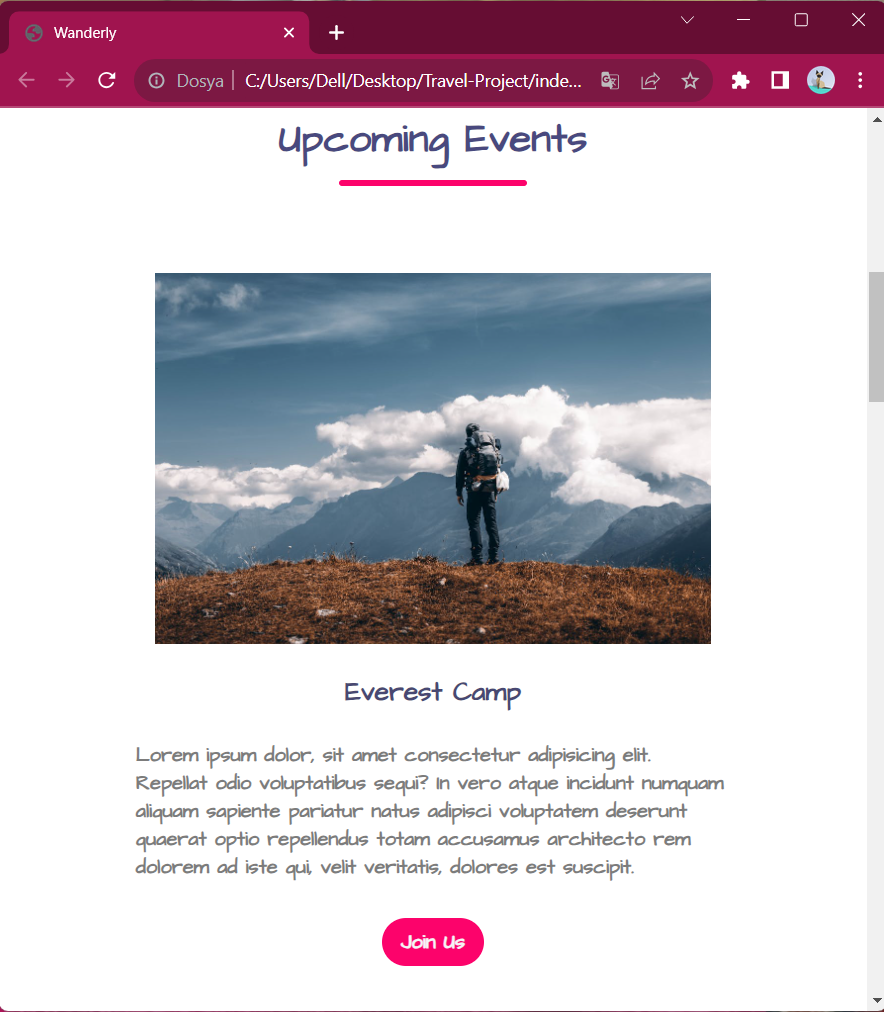 Wanderly
Dosya C:/Users/Dell/Desktop/Travel-Project/inde...
Upcoming Events
Everest Camp
Lorem ipsum dolor, sit amet consectetur adipisicing elit.
Repellat odio voluptatibus sequi? In vero atque incidunt numquam
aliquam sapiente pariatur natus adipisci voluptatem deserunt
quaerat optio repellendus totam accusamus architecto rem
dolorem ad iste qui, velit veritatis, dolores est suscipit.
Join Us